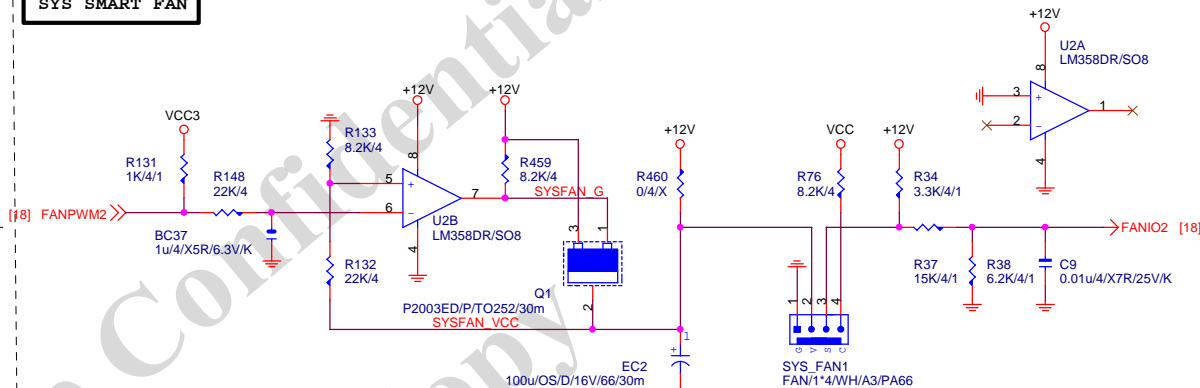 SYS SMART FAN
+12V
U2A
LM358DR/SO8
8
3
+
1
2
-
4
+12V
+12V
VCC3
R133
8.2K/4
R131
1K/4/1
R148
22K/4
8
5
+
7
6
-
U2B
LM358DR/SO8
4
R459
8.2K/4
SYSFAN_G
3
1
+12V
R460
0/4/X
VCC
R76
8.2K/4
+12V
R34
3.3K/4/1
[18] FANPWM2
FANIO2 [18]
BC37
1u/4/X5R/6.3V/K
R132
22K/4
Q1
P2003ED/P/TO252/30m
2
SYSFAN_VCC
R37
15K/4/1
R38
6.2K/4/1
C9
0.01u/4/X7R/25V/K
1
2
3
4
G
V
S
C
1
+
EC2
100u/OS/D/16V/66/30m
SYS_FAN1
FAN/1*4/WH/A3/PA66
Confidential
Copy